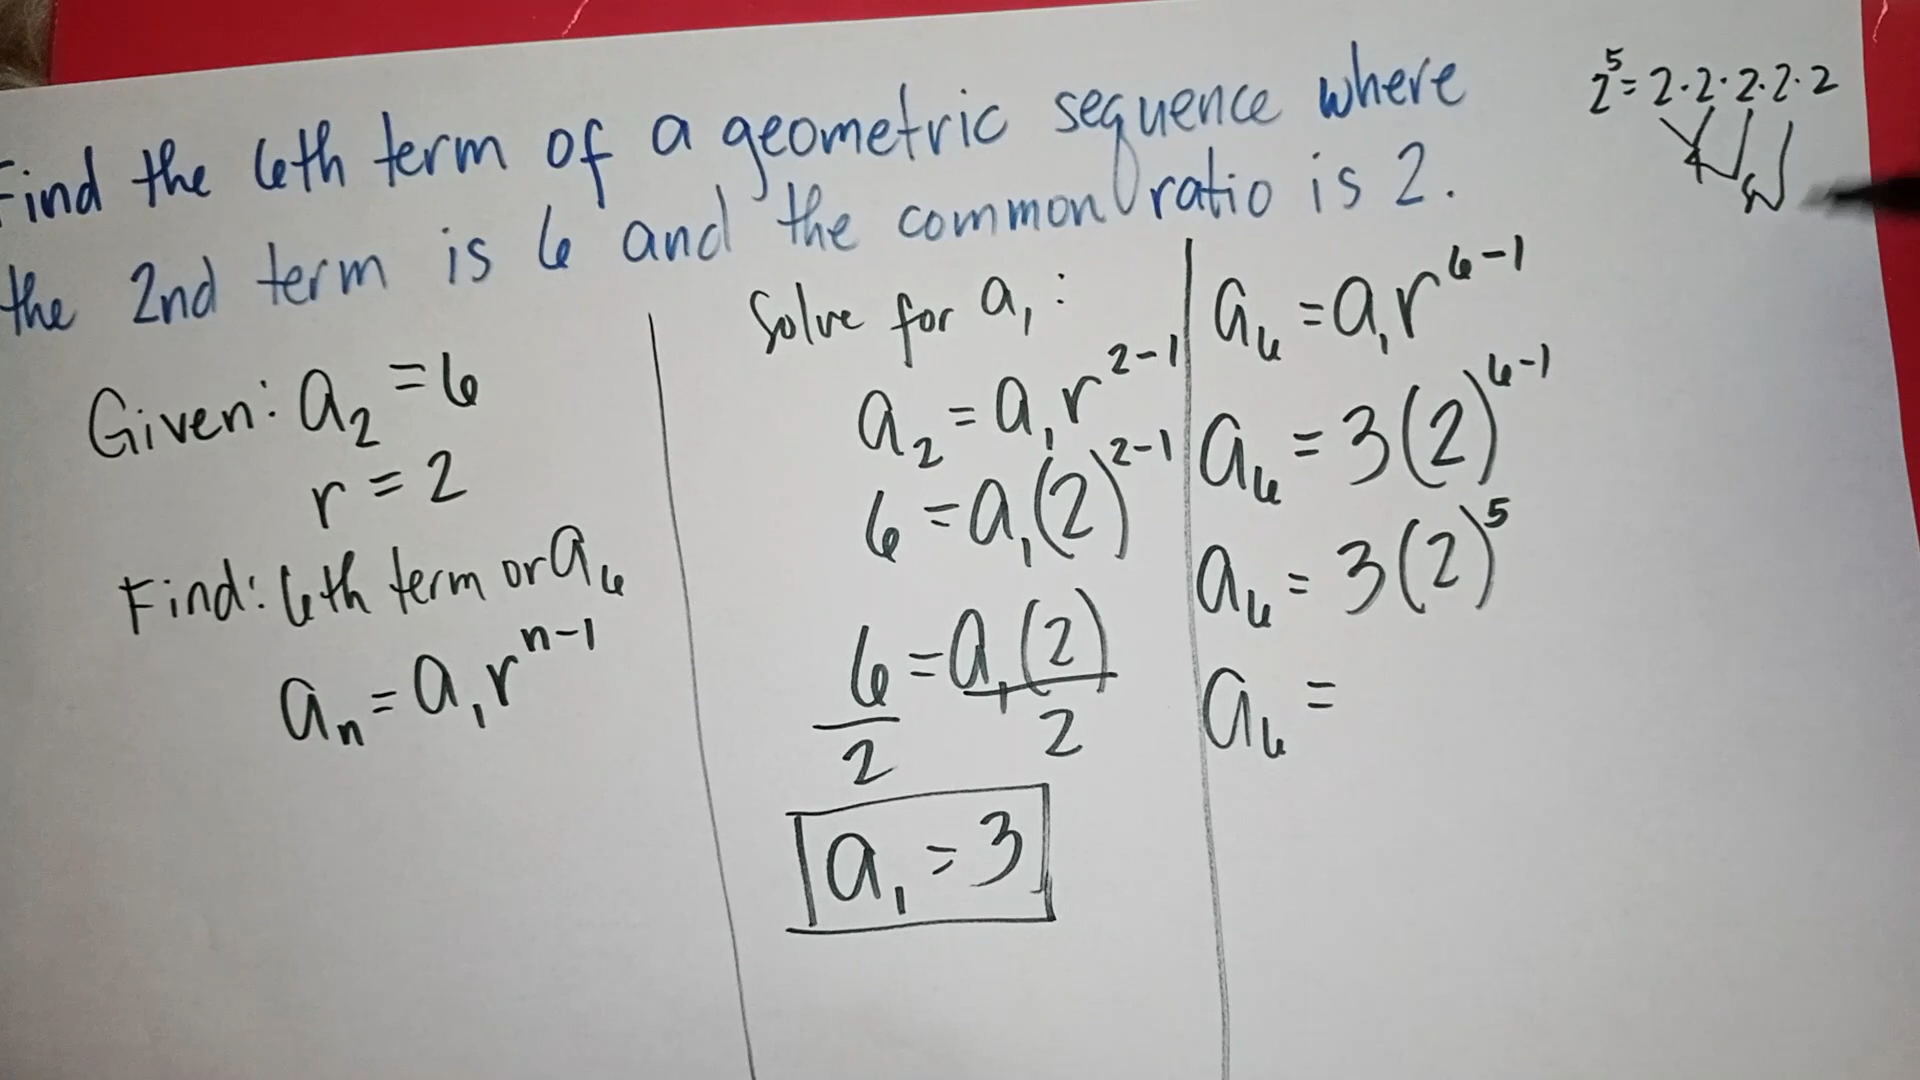 Find the 6th term of a geometric sequence where
the 2nd term is 6 and the common ratio is 2.
Given: a₂ = 6
r = 2
Find: 6th term or a₆
aₙ = a₁rⁿ⁻¹
Solve for a₁:
a₂ = a₁r²⁻¹
6 = a₁(2)²⁻¹
6 = a₁(2)
2 2
a₁ = 3
a₆ = a₁r⁶⁻¹
a₆ = 3(2)⁶⁻¹
a₆ = 3(2)⁵
a₆ =
2⁵ = 2·2·2·2·2
4